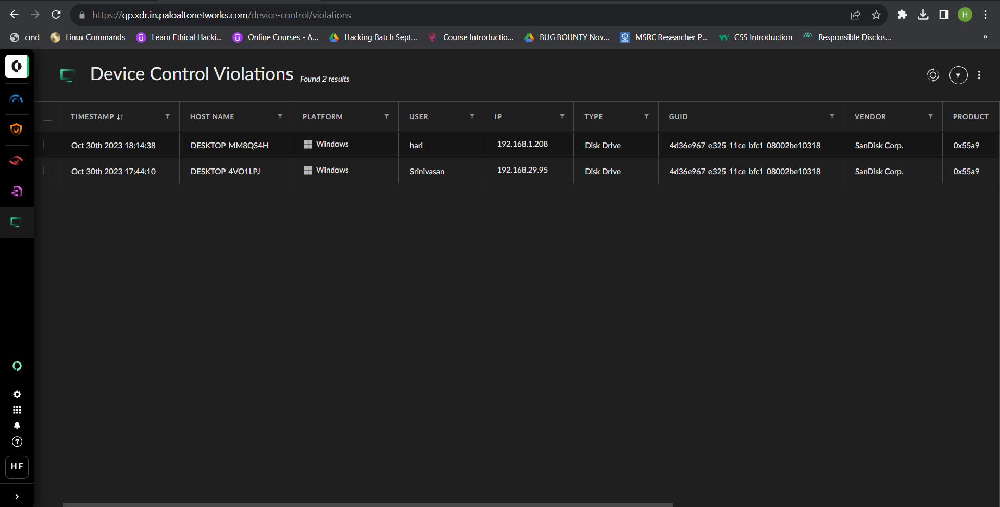 https://qp.xdr.in.paloaltonetworks.com/device-control/violations
H
cmd Linux Commands Learn Ethical Hacki... Online Courses - A... Hacking Batch Sept... Course Introductio... BUG BOUNTY Nov... MSRC Researcher P... CSS Introduction Responsible Disclos... »
Device Control Violations Found 2 results
TIMESTAMP HOST NAME PLATFORM USER IP TYPE GUID VENDOR PRODUCT
Oct 30th 2023 18:14:38 DESKTOP-MM8QS4H Windows hari 192.168.1.208 Disk Drive 4d36e967-e325-11ce-bfc1-08002be10318 SanDisk Corp. 0x55a9
Oct 30th 2023 17:44:10 DESKTOP-4VO1LPJ Windows Srinivasan 192.168.29.95 Disk Drive 4d36e967-e325-11ce-bfc1-08002be10318 SanDisk Corp. 0x55a9
H F